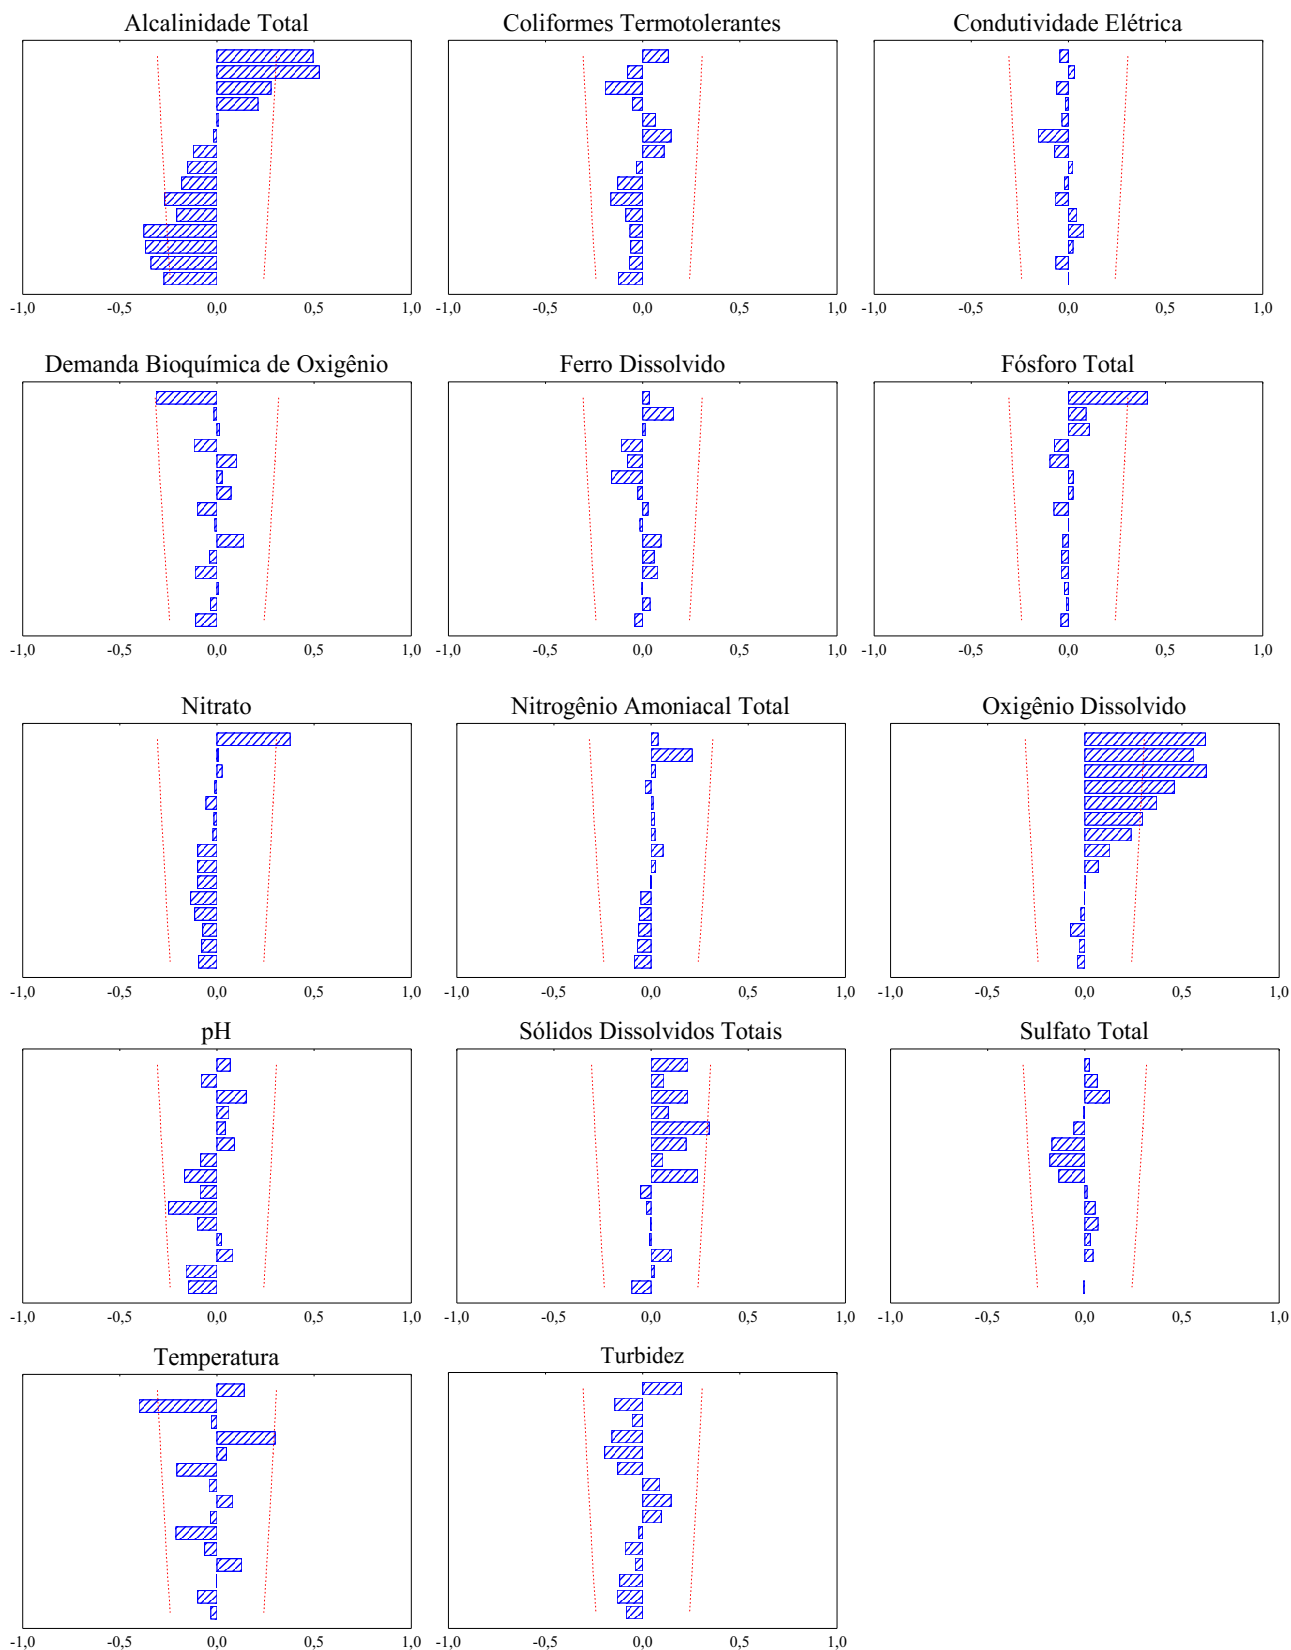 Alcalinidade Total Coliformes Termotolerantes Condutividade Elétrica
-1,0 -0,5 0,0 0,5 1,0 -1,0 -0,5 0,0 0,5 1,0 -1,0 -0,5 0,0 0,5 1,0
Demanda Bioquímica de Oxigênio Ferro Dissolvido Fósforo Total
-1,0 -0,5 0,0 0,5 1,0 -1,0 -0,5 0,0 0,5 1,0 -1,0 -0,5 0,0 0,5 1,0
Nitrato Nitrogênio Amoniacal Total Oxigênio Dissolvido
-1,0 -0,5 0,0 0,5 1,0 -1,0 -0,5 0,0 0,5 1,0 -1,0 -0,5 0,0 0,5 1,0
pH Sólidos Dissolvidos Totais Sulfato Total
-1,0 -0,5 0,0 0,5 1,0 -1,0 -0,5 0,0 0,5 1,0 -1,0 -0,5 0,0 0,5 1,0
Temperatura Turbidez
-1,0 -0,5 0,0 0,5 1,0 -1,0 -0,5 0,0 0,5 1,0